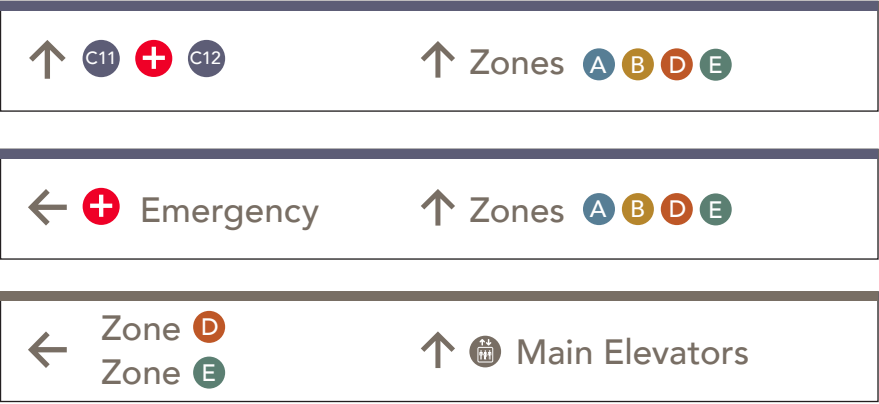 ↑ C11 + C12 ↑ Zones A B D E
← + Emergency ↑ Zones A B D E
← Zone D
Zone E
↑ Main Elevators